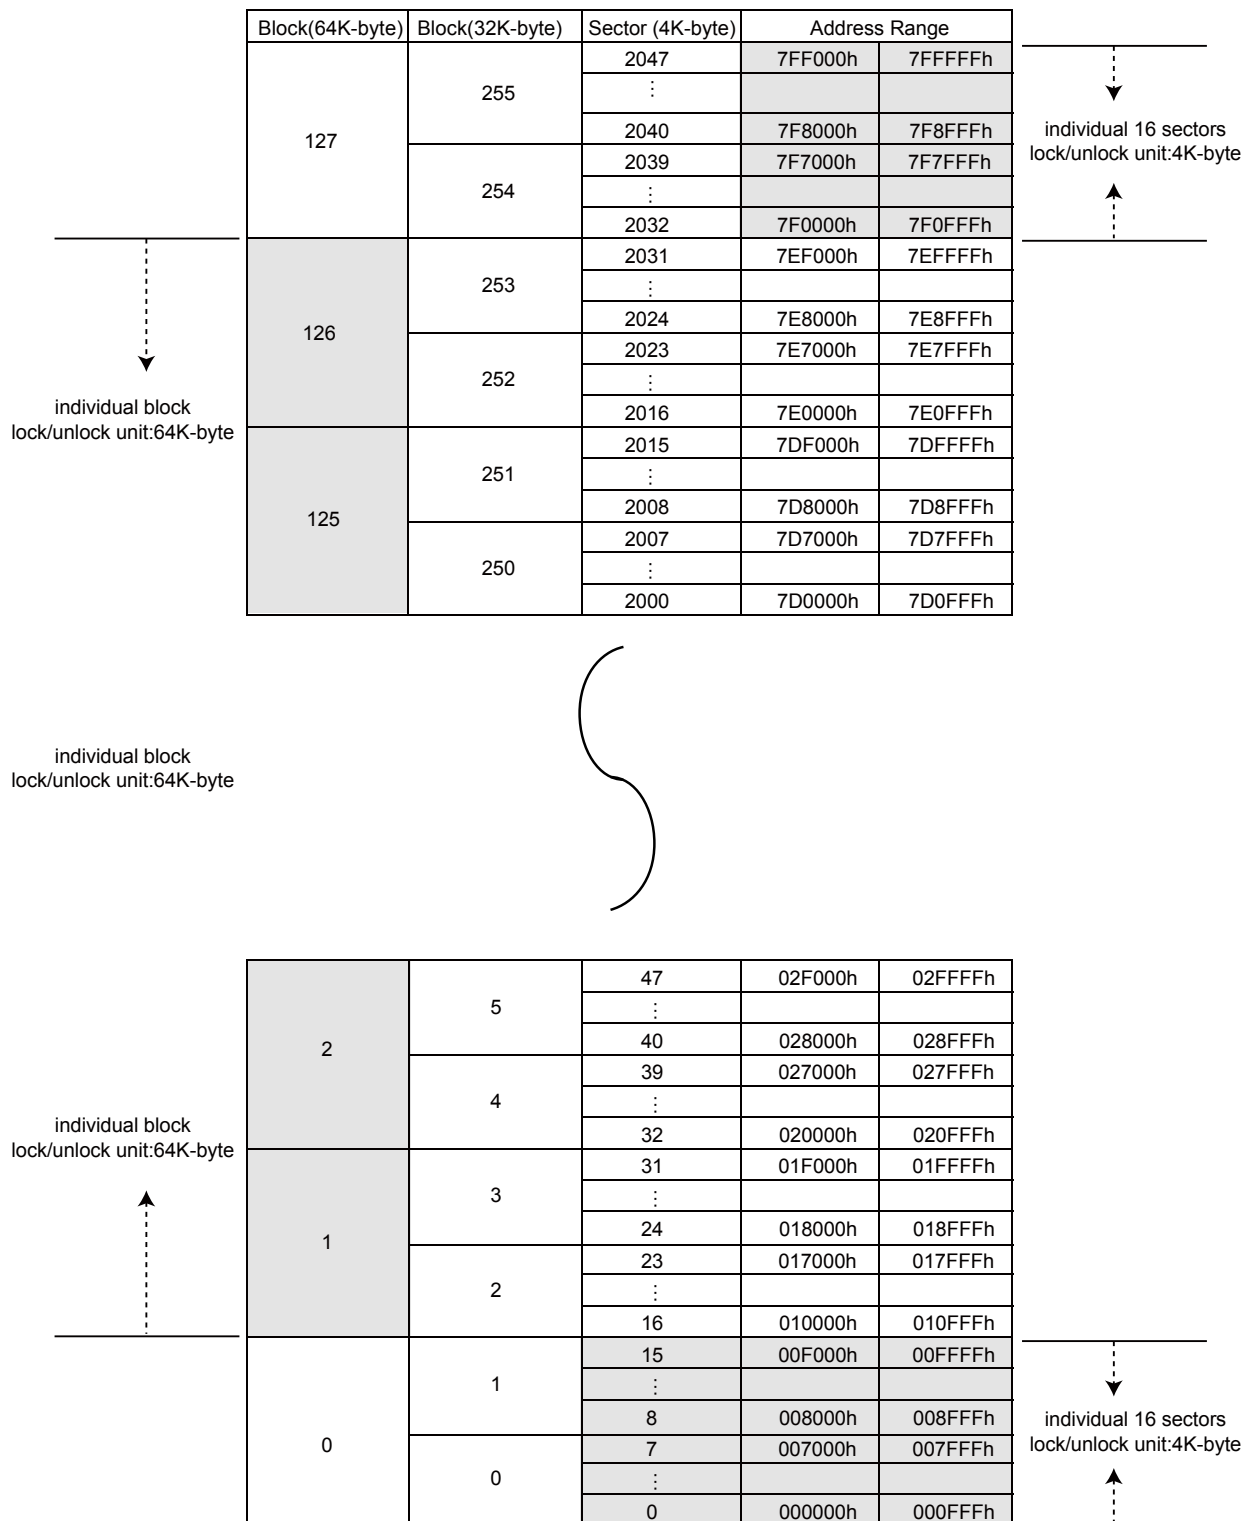 Block(64K-byte) Block(32K-byte) Sector (4K-byte) Address Range
127 255 2047 7FF000h 7FFFFFh
⋮
2040 7F8000h 7F8FFFh
254 2039 7F7000h 7F7FFFh
⋮
2032 7F0000h 7F0FFFh
individual 16 sectors
lock/unlock unit:4K-byte
126 253 2031 7EF000h 7EFFFFh
⋮
2024 7E8000h 7E8FFFh
252 2023 7E7000h 7E7FFFh
⋮
2016 7E0000h 7E0FFFh
individual block
lock/unlock unit:64K-byte
125 251 2015 7DF000h 7DFFFFh
⋮
2008 7D8000h 7D8FFFh
250 2007 7D7000h 7D7FFFh
⋮
2000 7D0000h 7D0FFFh
individual block
lock/unlock unit:64K-byte
2 5 47 02F000h 02FFFFh
⋮
40 028000h 028FFFh
4 39 027000h 027FFFh
⋮
32 020000h 020FFFh
individual block
lock/unlock unit:64K-byte
1 3 31 01F000h 01FFFFh
⋮
24 018000h 018FFFh
2 23 017000h 017FFFh
⋮
16 010000h 010FFFh
0 1 15 00F000h 00FFFFh
⋮
8 008000h 008FFFh
0 7 007000h 007FFFh
⋮
0 000000h 000FFFh
individual 16 sectors
lock/unlock unit:4K-byte